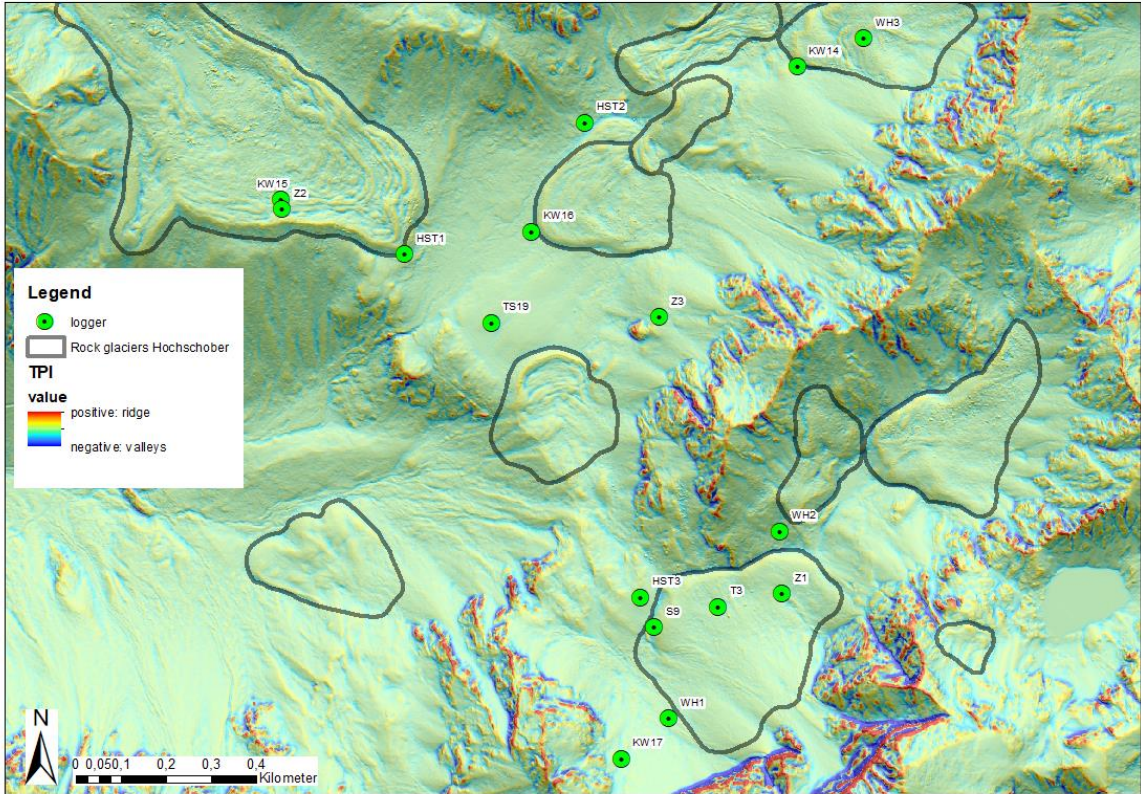 WH3
KW14
HST2
KW15
Z2
KW16
HST1
TS19
Z3
Legend
logger
Rock glaciers Hochschober
TPI
value
positive: ridge
negative: valleys
WH2
HST3
T3
Z1
S9
WH1
KW17
N
0 0,050,1 0,2 0,3 0,4
Kilometer